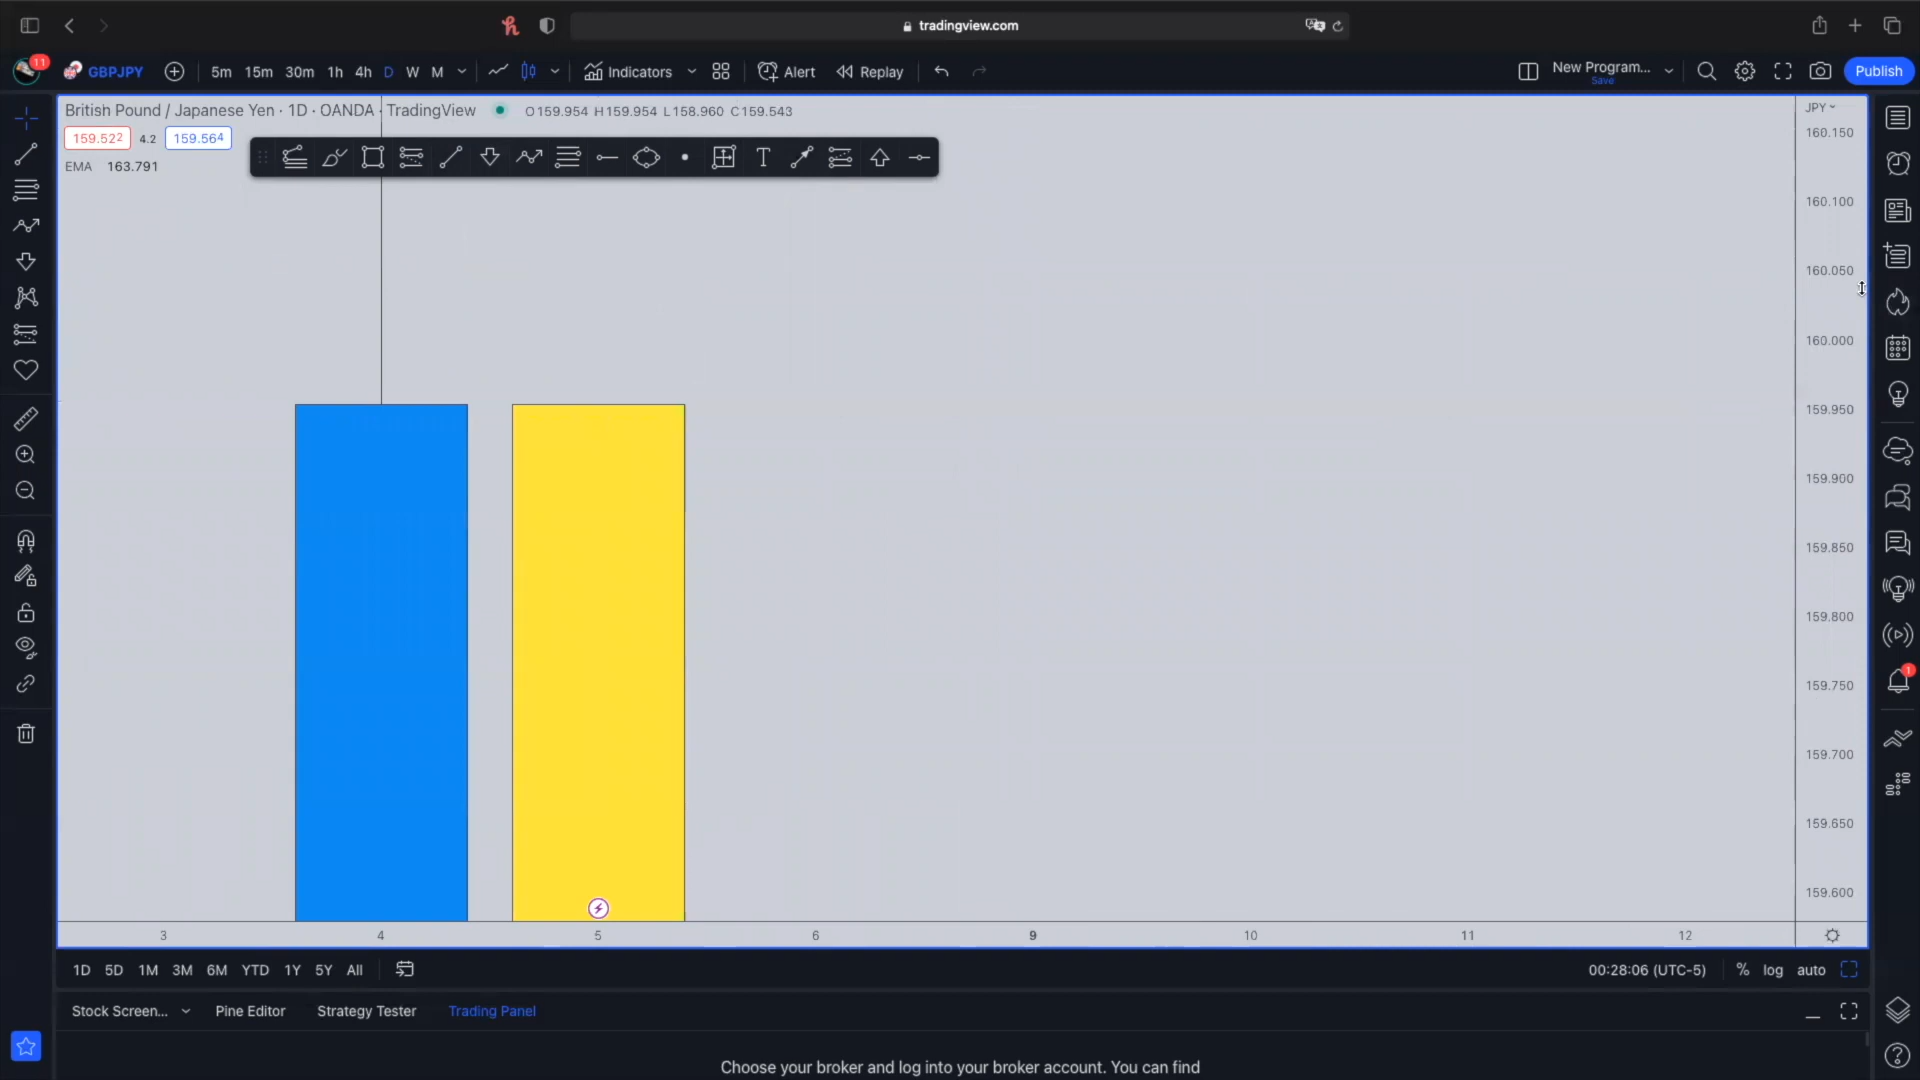 tradingview.com
11
GBPJPY
5m 15m 30m 1h 4h D W M Indicators Alert Replay New Program... Save Publish
British Pound / Japanese Yen · 1D · OANDA · TradingView O159.954 H159.954 L158.960 C159.543
159.522 4.2 159.564
EMA 163.791
JPY
160.150
160.100
160.050
160.000
159.950
159.900
159.850
159.800
159.750
159.700
159.650
159.600
1
3 4 5 6 9 10 11 12
1D 5D 1M 3M 6M YTD 1Y 5Y All 00:28:06 (UTC-5) % log auto
Stock Screen... Pine Editor Strategy Tester Trading Panel
Choose your broker and log into your broker account. You can find